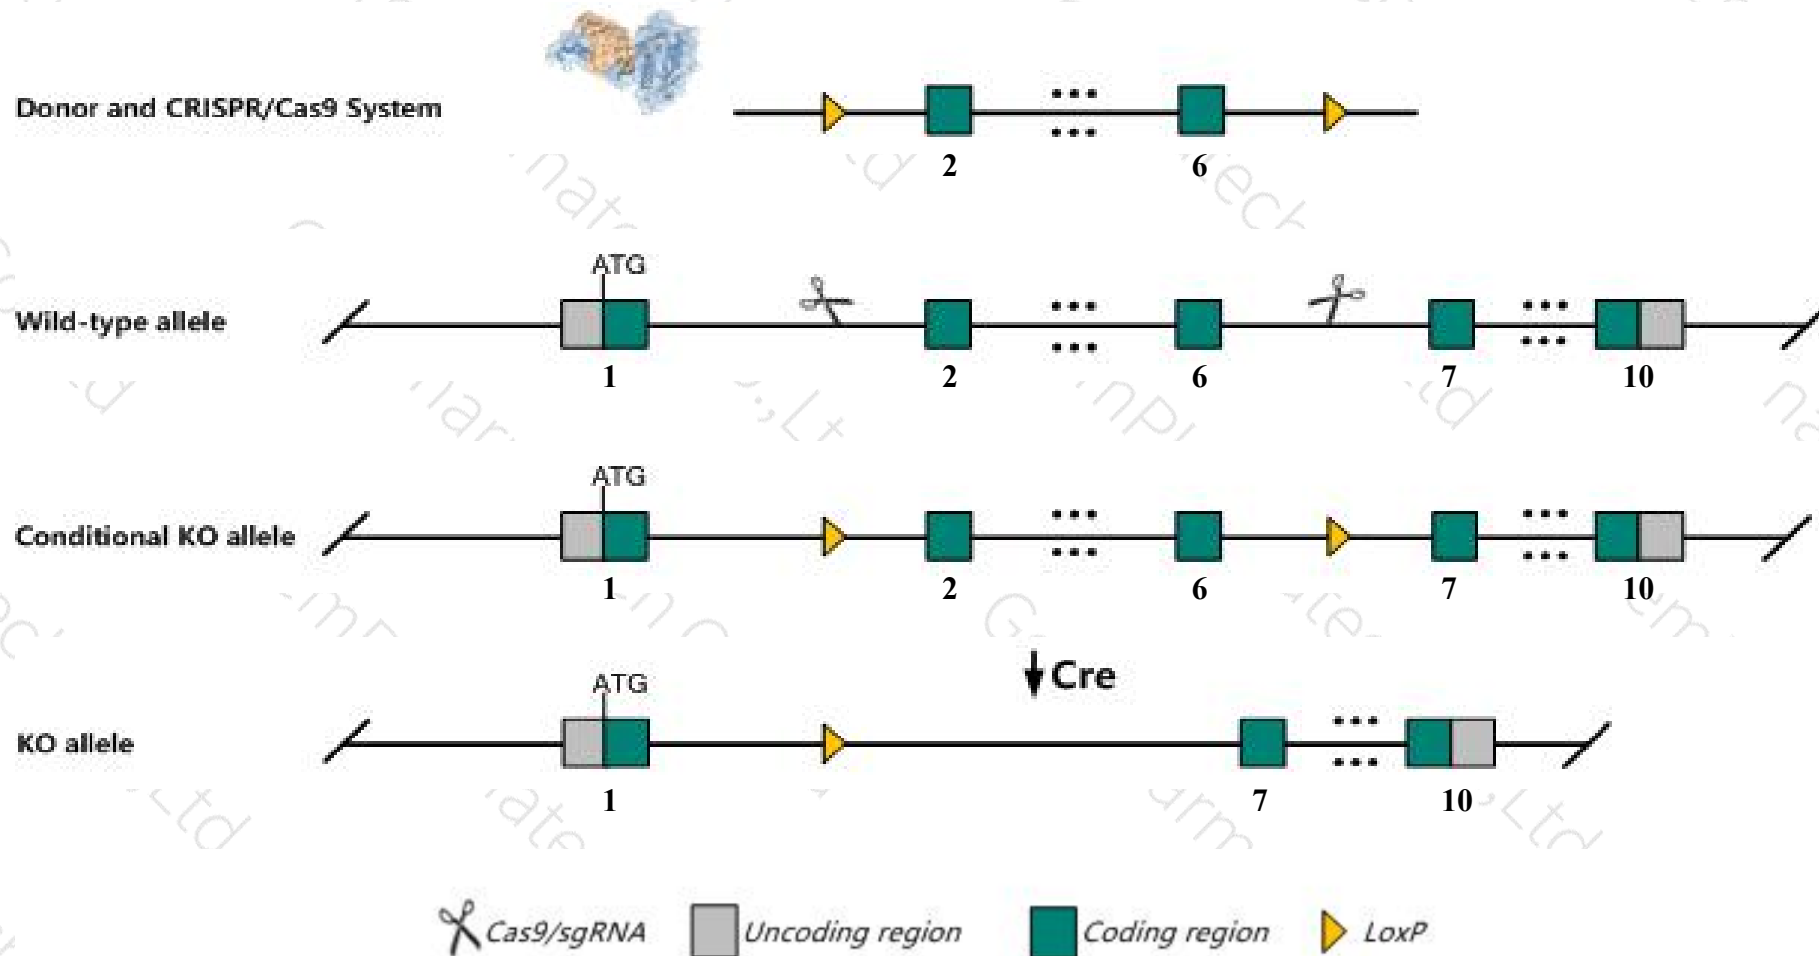 Donor and CRISPR/Cas9 System
2 6
ATG
Wild-type allele
1 2 6 7 10
ATG
Conditional KO allele
1 2 6 7 10
Cre
ATG
KO allele
1 7 10
Cas9/sgRNA Uncoding region Coding region LoxP